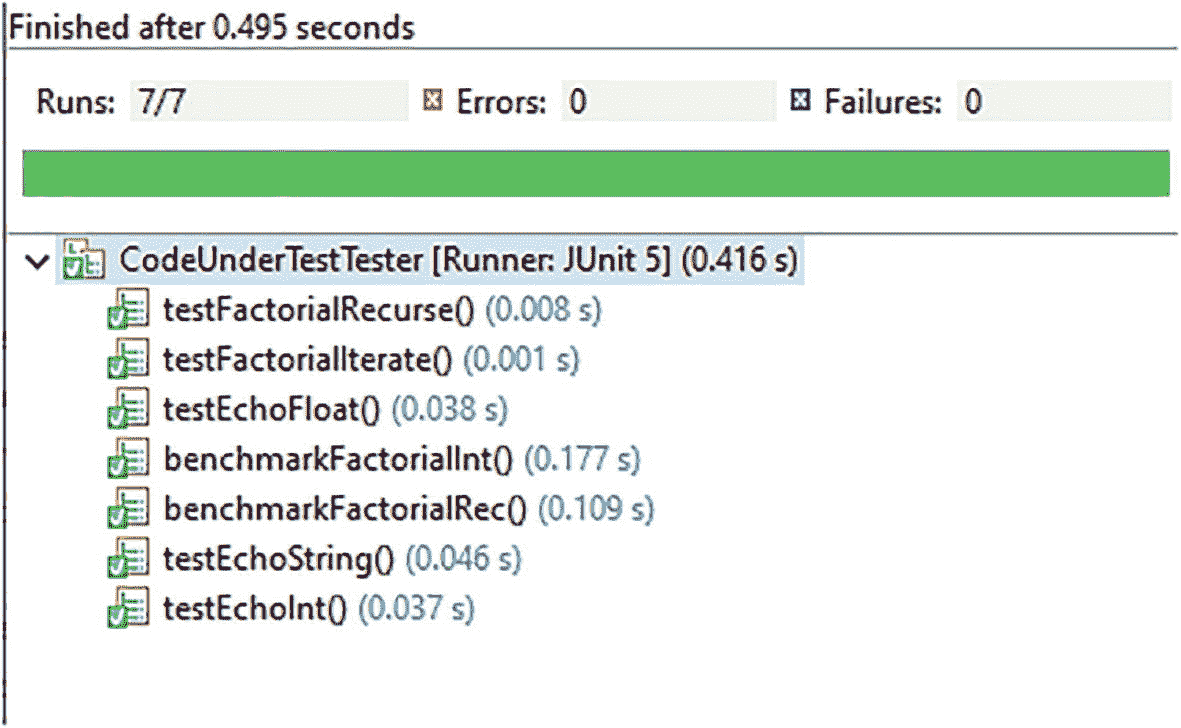 Finished after 0.495 seconds
Runs: 7/7 Errors: 0 Failures: 0
CodeUnderTestTester [Runner: JUnit 5] (0.416 s)
testFactorialRecurse() (0.008 s)
testFactorialIterate() (0.001 s)
testEchoFloat() (0.038 s)
benchmarkFactorialInt() (0.177 s)
benchmarkFactorialRec() (0.109 s)
testEchoString() (0.046 s)
testEchoInt() (0.037 s)